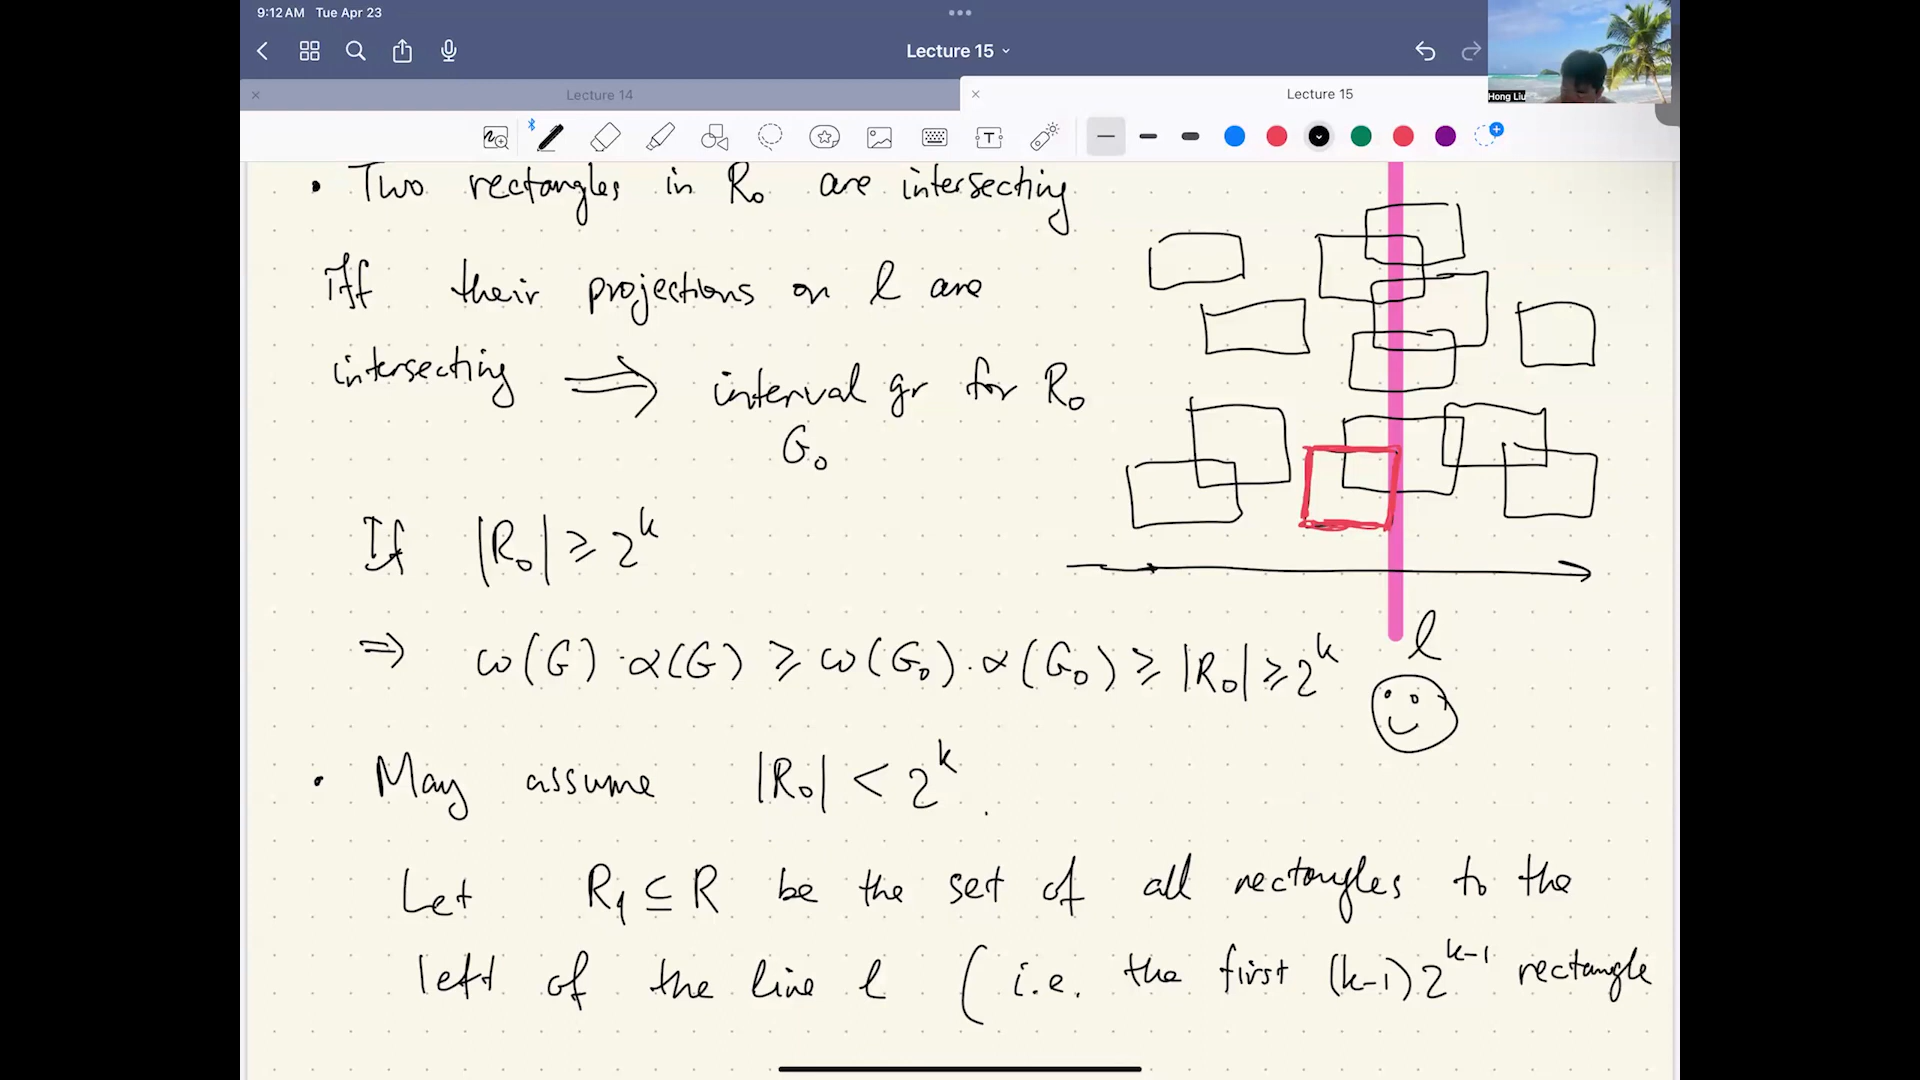 9:12 AM Tue Apr 23
Lecture 15
Hong Liu
Lecture 14
Lecture 15
• Two rectangles in R₀ are intersecting
Iff their projections on l are
intersecting ⟹ interval gr for R₀
G₀
If |R₀| ≥ 2^k
⇒ ω(G) · α(G) ≥ ω(G₀) · α(G₀) ≥ |R₀| ≥ 2^k
l
• May assume |R₀| < 2^k.
Let R₁ ⊆ R be the set of all rectangles to the
left of the line l (i.e. the first (k-1)2^{k-1} rectangle